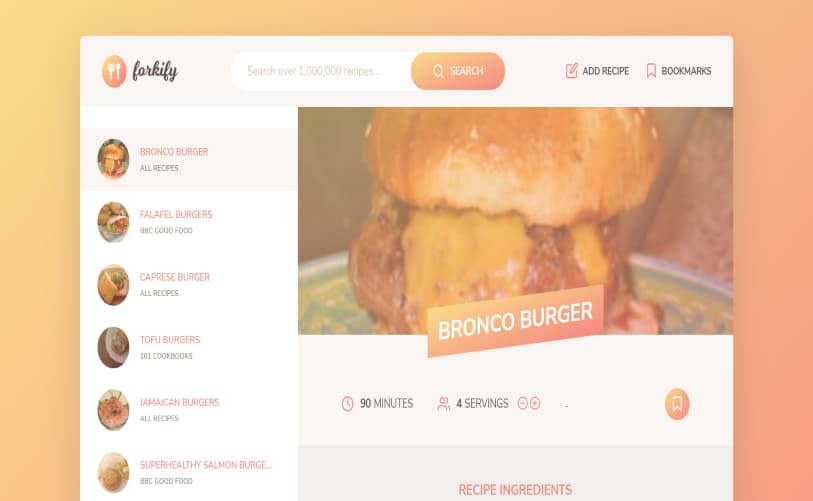 forkify
Search over 1,000,000 recipes...
SEARCH
ADD RECIPE
BOOKMARKS
BRONCO BURGER
ALL RECIPES
FALAFEL BURGERS
BBC GOOD FOOD
CAPRESE BURGER
ALL RECIPES
TOFU BURGERS
101 COOKBOOKS
JAMAICAN BURGERS
ALL RECIPES
SUPERHEALTHY SALMON BURGE...
BBC GOOD FOOD
BRONCO BURGER
90 MINUTES
4 SERVINGS
-
RECIPE INGREDIENTS